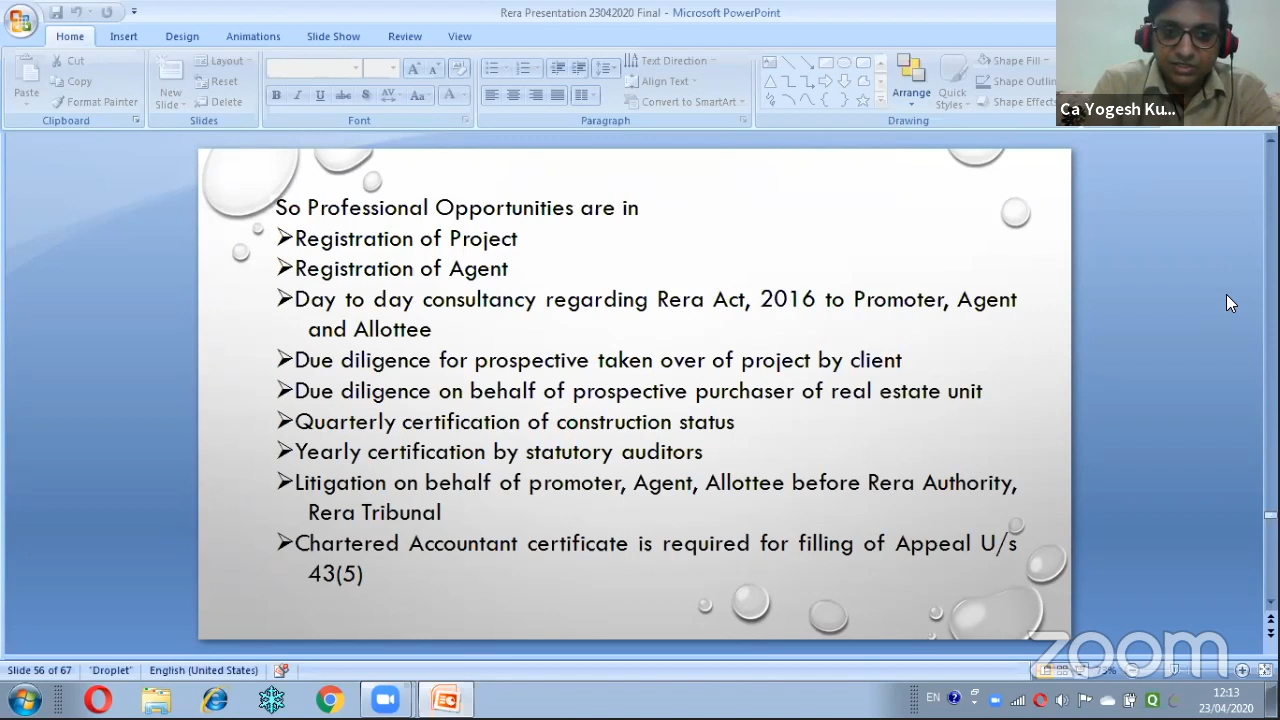 Rera Presentation 23042020 Final - Microsoft PowerPoint
Home Insert Design Animations Slide Show Review View
Cut
Copy
Format Painter
Paste
Clipboard
New
Slide
Layout
Reset
Delete
Slides
B I U abc S AV Aa A
Font
Text Direction
Align Text
Convert to SmartArt
Paragraph
Arrange
Quick
Styles
Shape Fill
Shape Outlin
Shape Effects
Drawing
Ca Yogesh Ku...
So Professional Opportunities are in
➢Registration of Project
➢Registration of Agent
➢Day to day consultancy regarding Rera Act, 2016 to Promoter, Agent
and Allottee
➢Due diligence for prospective taken over of project by client
➢Due diligence on behalf of prospective purchaser of real estate unit
➢Quarterly certification of construction status
➢Yearly certification by statutory auditors
➢Litigation on behalf of promoter, Agent, Allottee before Rera Authority,
Rera Tribunal
➢Chartered Accountant certificate is required for filling of Appeal U/s
43(5)
zoom
Slide 56 of 67 "Droplet" English (United States)
EN
12:13
23/04/2020